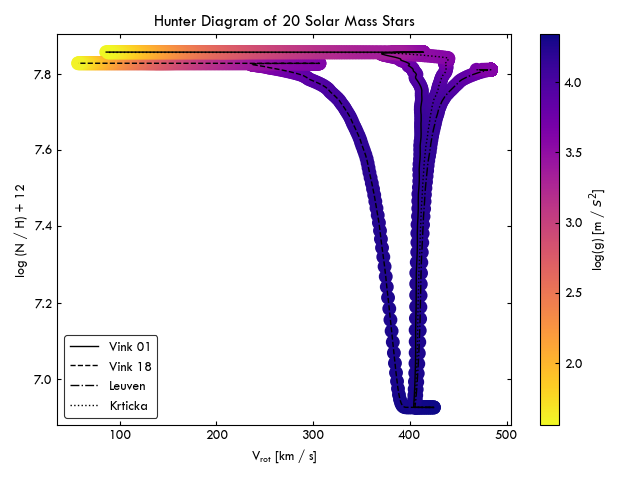 Hunter Diagram of 20 Solar Mass Stars
7.8
7.6
7.4
7.2
7.0
log (N / H) + 12
100
200
300
400
500
V_rot [km / s]
Vink 01
Vink 18
Leuven
Krticka
4.0
3.5
3.0
2.5
2.0
log(g) [m / s²]